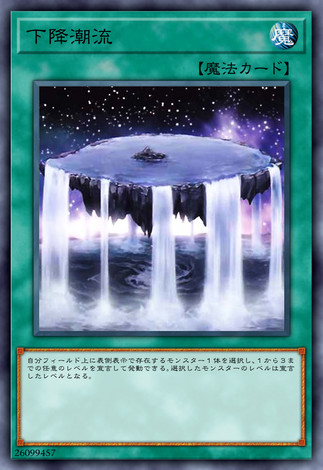 下降潮流
魔
【魔法カード】
自分フィールド上に表側表示で存在するモンスター1体を選択し、1から3ま
での任意のレベルを宣言して発動できる。選択したモンスターのレベルは宣言
したレベルとなる。
26099457